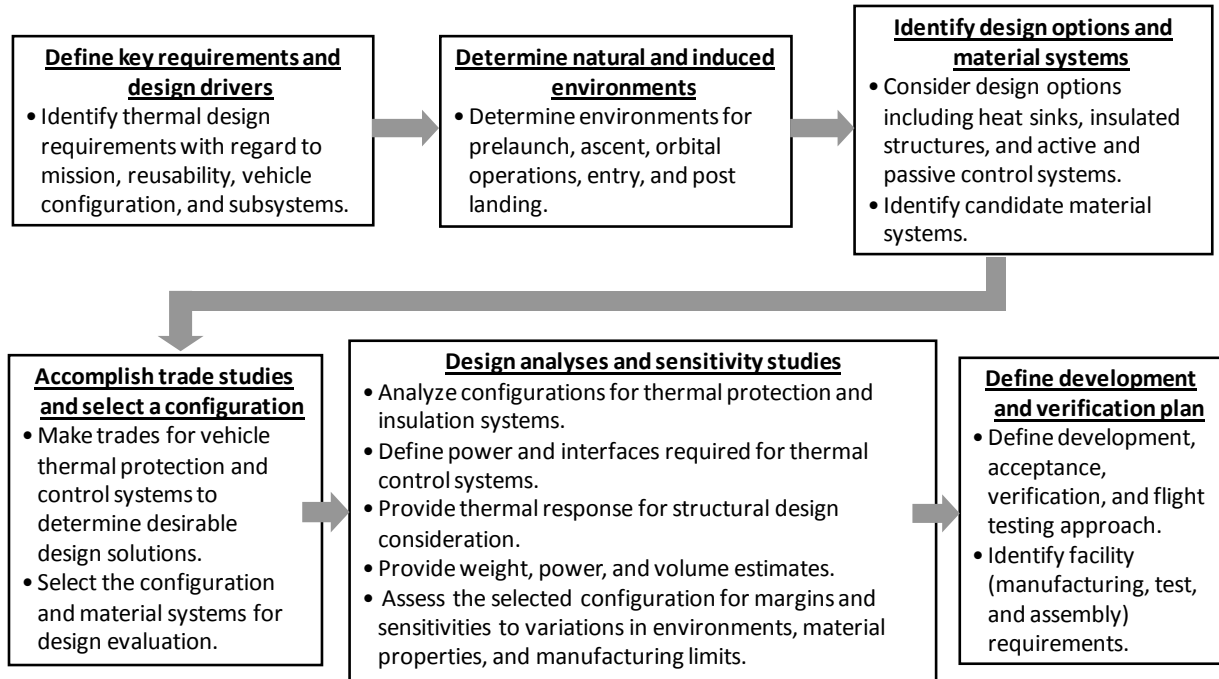 Define key requirements and
design drivers
• Identify thermal design
requirements with regard to
mission, reusability, vehicle
configuration, and subsystems.
Determine natural and induced
environments
• Determine environments for
prelaunch, ascent, orbital
operations, entry, and post
landing.
Identify design options and
material systems
• Consider design options
including heat sinks, insulated
structures, and active and
passive control systems.
• Identify candidate material
systems.
Accomplish trade studies
and select a configuration
• Make trades for vehicle
thermal protection and
control systems to
determine desirable
design solutions.
• Select the configuration
and material systems for
design evaluation.
Design analyses and sensitivity studies
• Analyze configurations for thermal protection and
insulation systems.
• Define power and interfaces required for thermal
control systems.
• Provide thermal response for structural design
consideration.
• Provide weight, power, and volume estimates.
• Assess the selected configuration for margins and
sensitivities to variations in environments, material
properties, and manufacturing limits.
Define development
and verification plan
• Define development,
acceptance,
verification, and flight
testing approach.
• Identify facility
(manufacturing, test,
and assembly)
requirements.